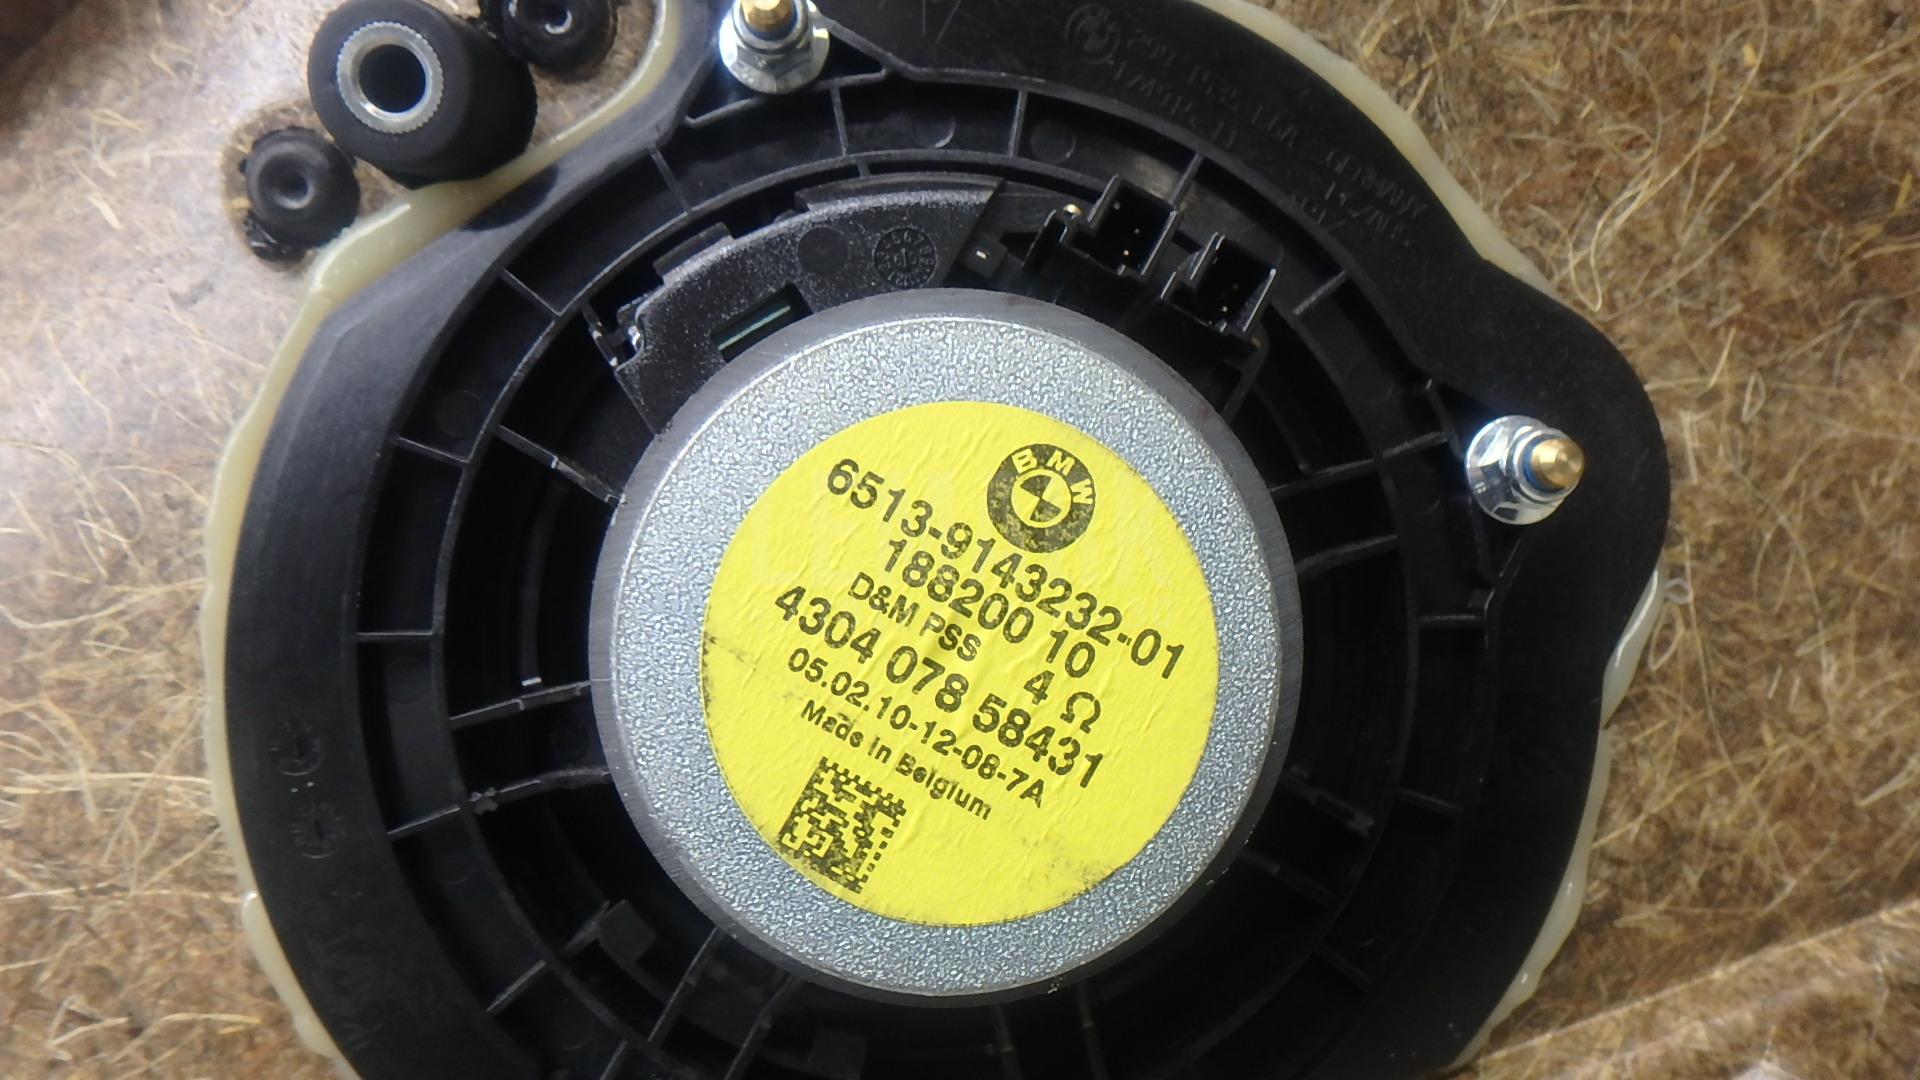 BMW
6513-9143232-01
188200 10
D&M PSS 4 Ω
4304 078 58431
05.02.10-12-08-7A
Made in Belgium